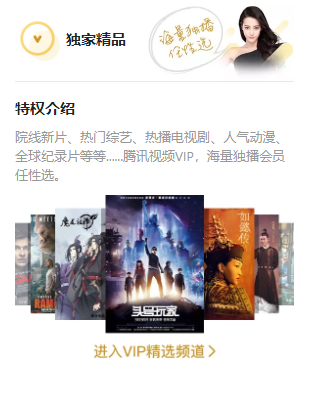 独家精品
海量独播
任性选
特权介绍
院线新片、热门综艺、热播电视剧、人气动漫、
全球纪录片等等......腾讯视频VIP，海量独播会员
任性选。
魔道祖师
如懿传
头号玩家
进入VIP精选频道 >